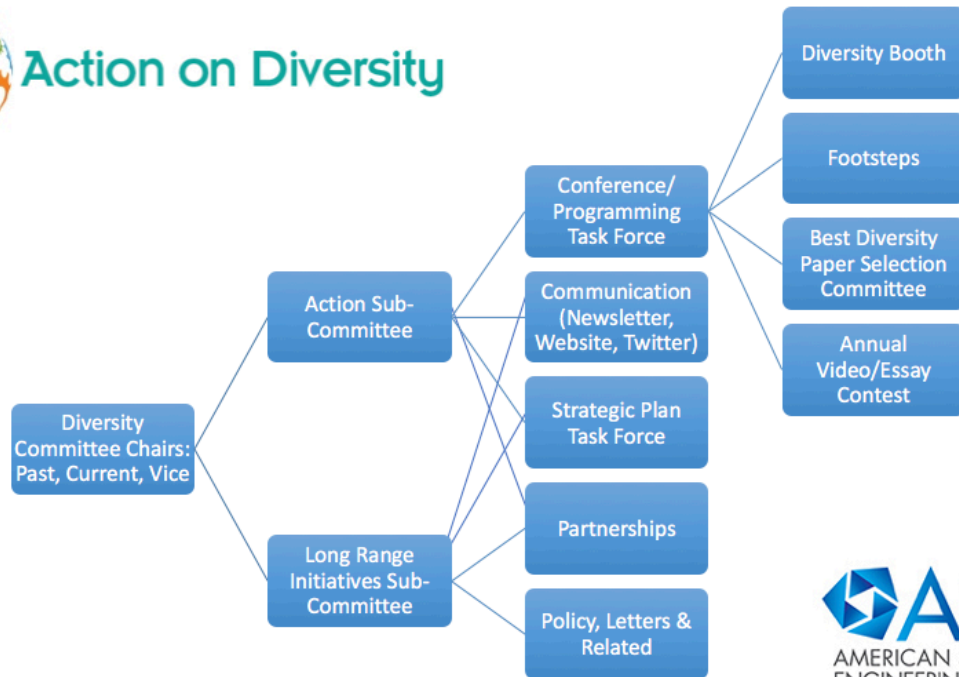 Action on Diversity
Diversity Booth
Footsteps
Best Diversity
Paper Selection
Committee
Annual
Video/Essay
Contest
Conference/
Programming
Task Force
Communication
(Newsletter,
Website, Twitter)
Strategic Plan
Task Force
Partnerships
Policy, Letters &
Related
Action Sub-
Committee
Long Range
Initiatives Sub-
Committee
Diversity
Committee Chairs:
Past, Current, Vice
A
AMERICAN